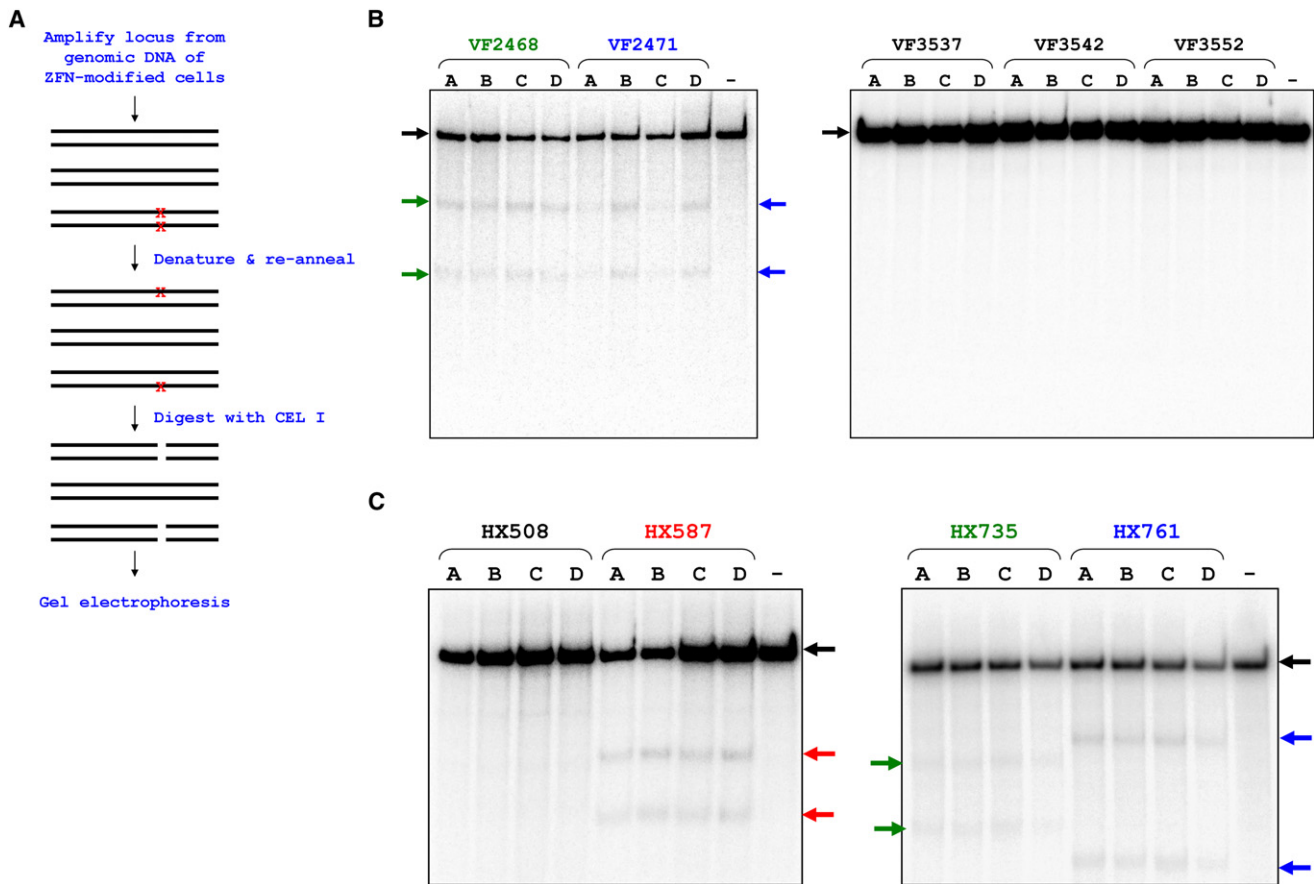 A
Amplify locus from
genomic DNA of
ZFN-modified cells
X
X
Denature & re-anneal
X
X
Digest with CEL I
Gel electrophoresis
B
VF2468 VF2471
A B C D A B C D -
VF3537 VF3542 VF3552
A B C D A B C D A B C D -
C
HX508 HX587
A B C D A B C D -
HX735 HX761
A B C D A B C D -